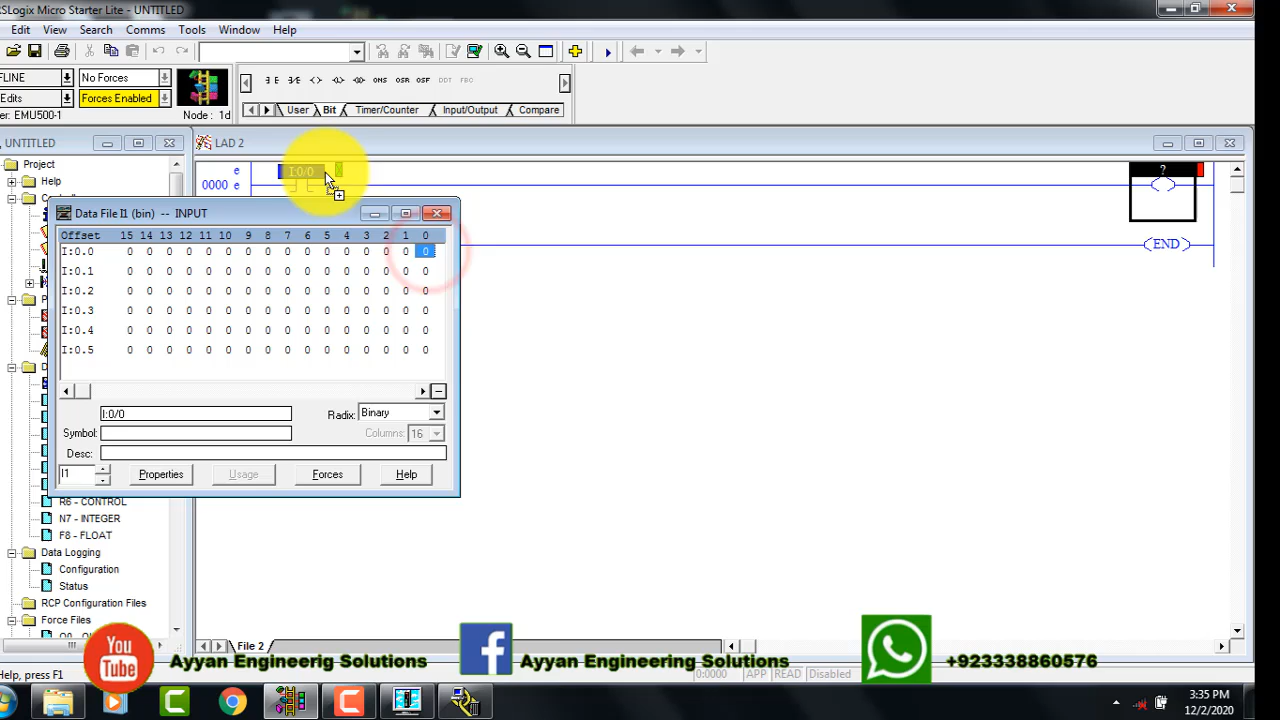 RSLogix Micro Starter Lite - UNTITLED
Edit View Search Comms Tools Window Help
FLINE No Forces
Edits Forces Enabled Node : 1d
EMU500-1
User Bit Timer/Counter Input/Output Compare
UNTITLED
LAD 2
Project
Help
I:0/0
?
e
0000 e
END
Data File I1 (bin) -- INPUT
Offset 15 14 13 12 11 10 9 8 7 6 5 4 3 2 1 0
I:0.0 0 0 0 0 0 0 0 0 0 0 0 0 0 0 0 0
I:0.1 0 0 0 0 0 0 0 0 0 0 0 0 0 0 0 0
I:0.2 0 0 0 0 0 0 0 0 0 0 0 0 0 0 0 0
I:0.3 0 0 0 0 0 0 0 0 0 0 0 0 0 0 0 0
I:0.4 0 0 0 0 0 0 0 0 0 0 0 0 0 0 0 0
I:0.5 0 0 0 0 0 0 0 0 0 0 0 0 0 0 0 0
I:0/0 Radix: Binary
Symbol: Columns: 16
Desc:
I1 Properties Usage Forces Help
R6 - CONTROL
N7 - INTEGER
F8 - FLOAT
Data Logging
Configuration
Status
RCP Configuration Files
Force Files
File 2
You Tube Ayyan Engineerig Solutions Ayyan Engineering Solutions +923338860576
Help, press F1 0:0000 APP READ Disabled
3:35 PM
12/2/2020